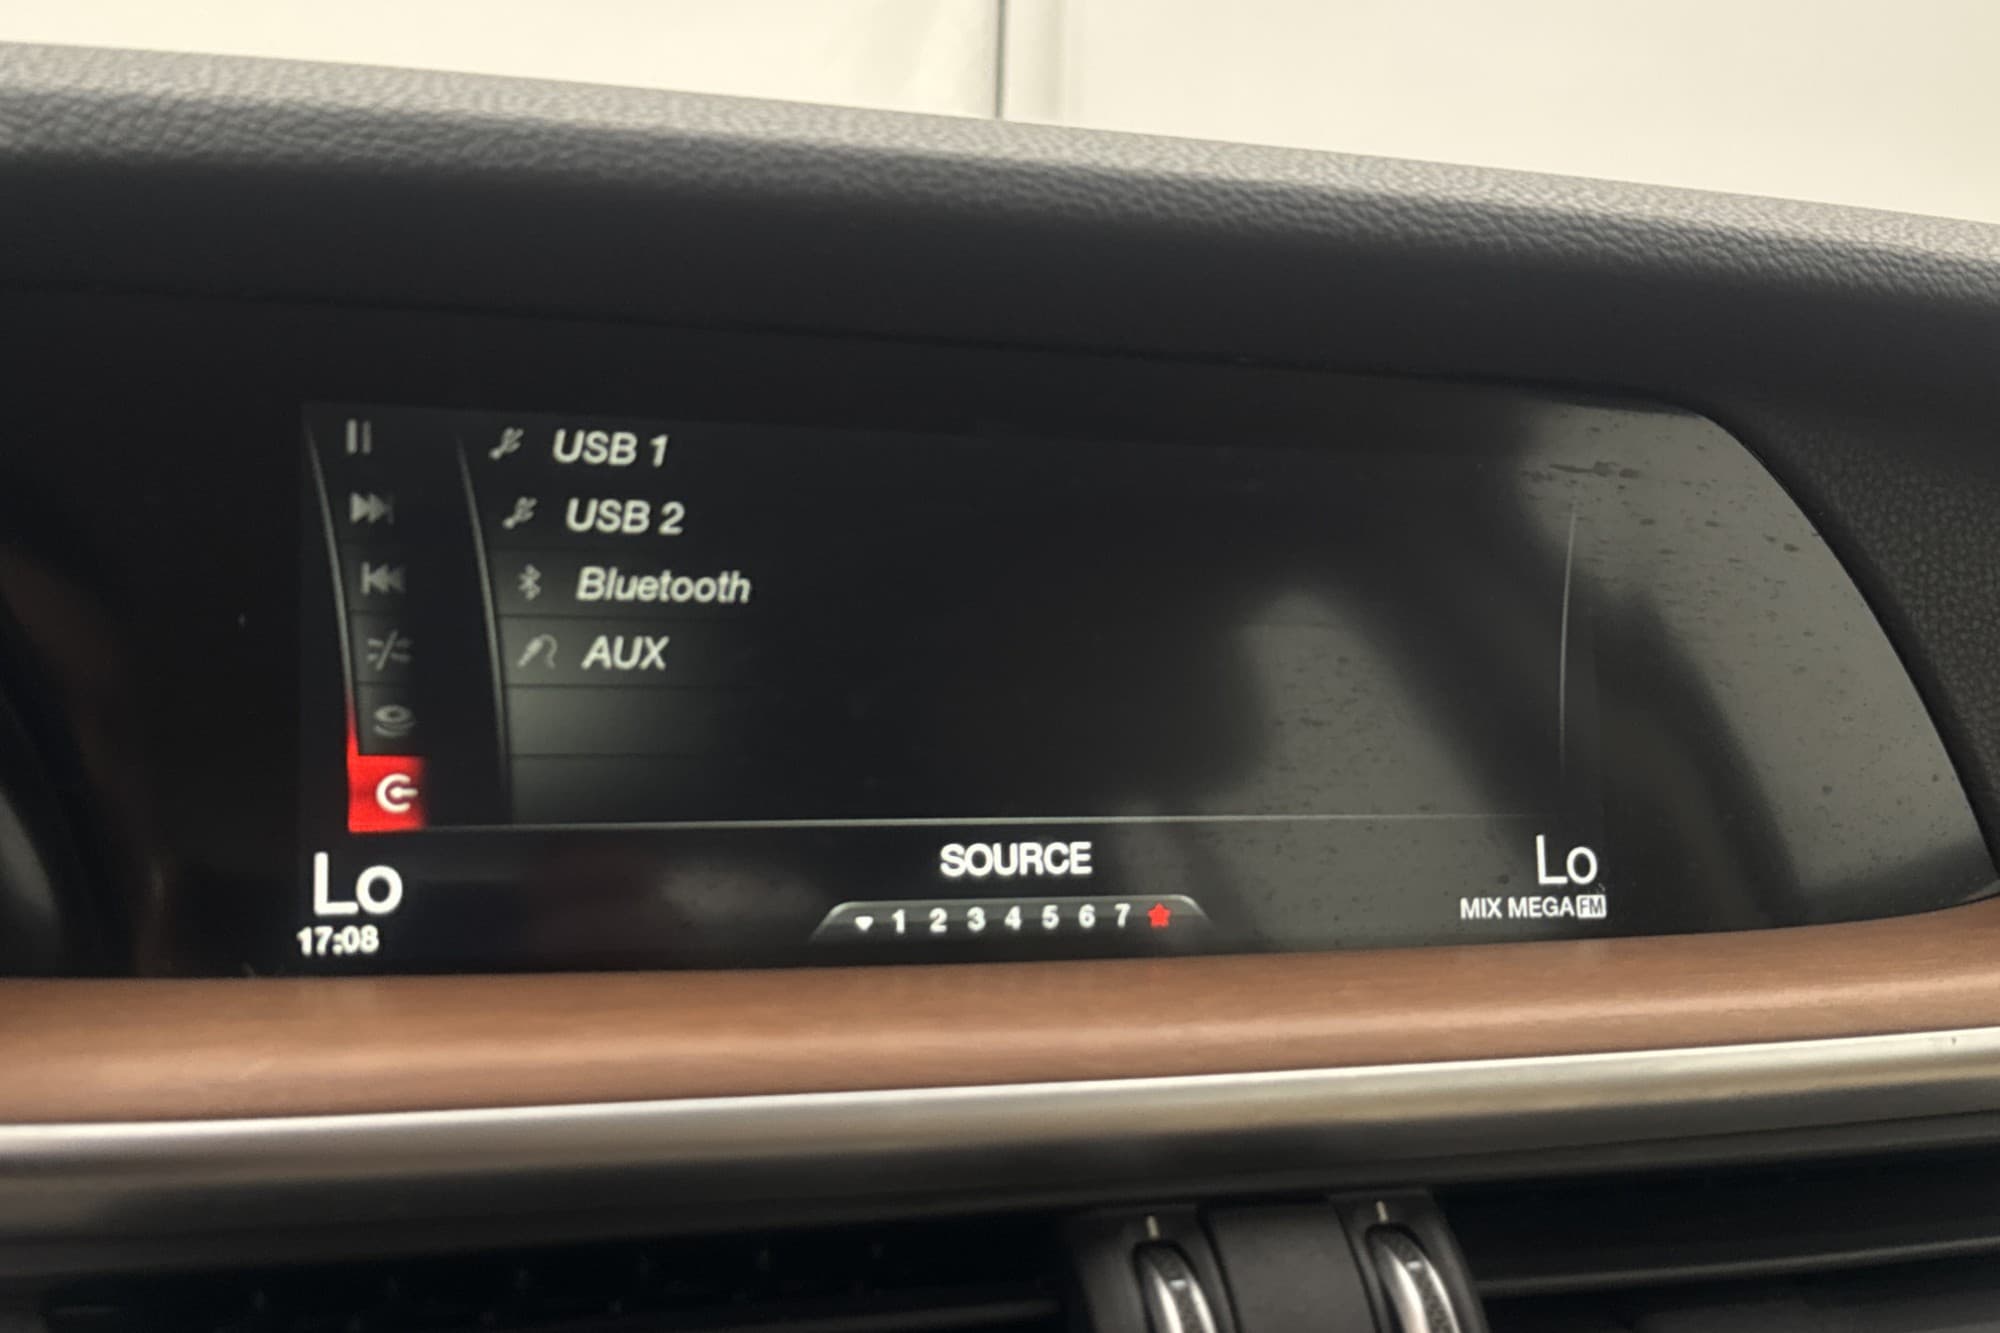 USB 1
USB 2
Bluetooth
AUX
SOURCE
Lo
Lo
1 2 3 4 5 6 7
MIX MEGA FM
17:08